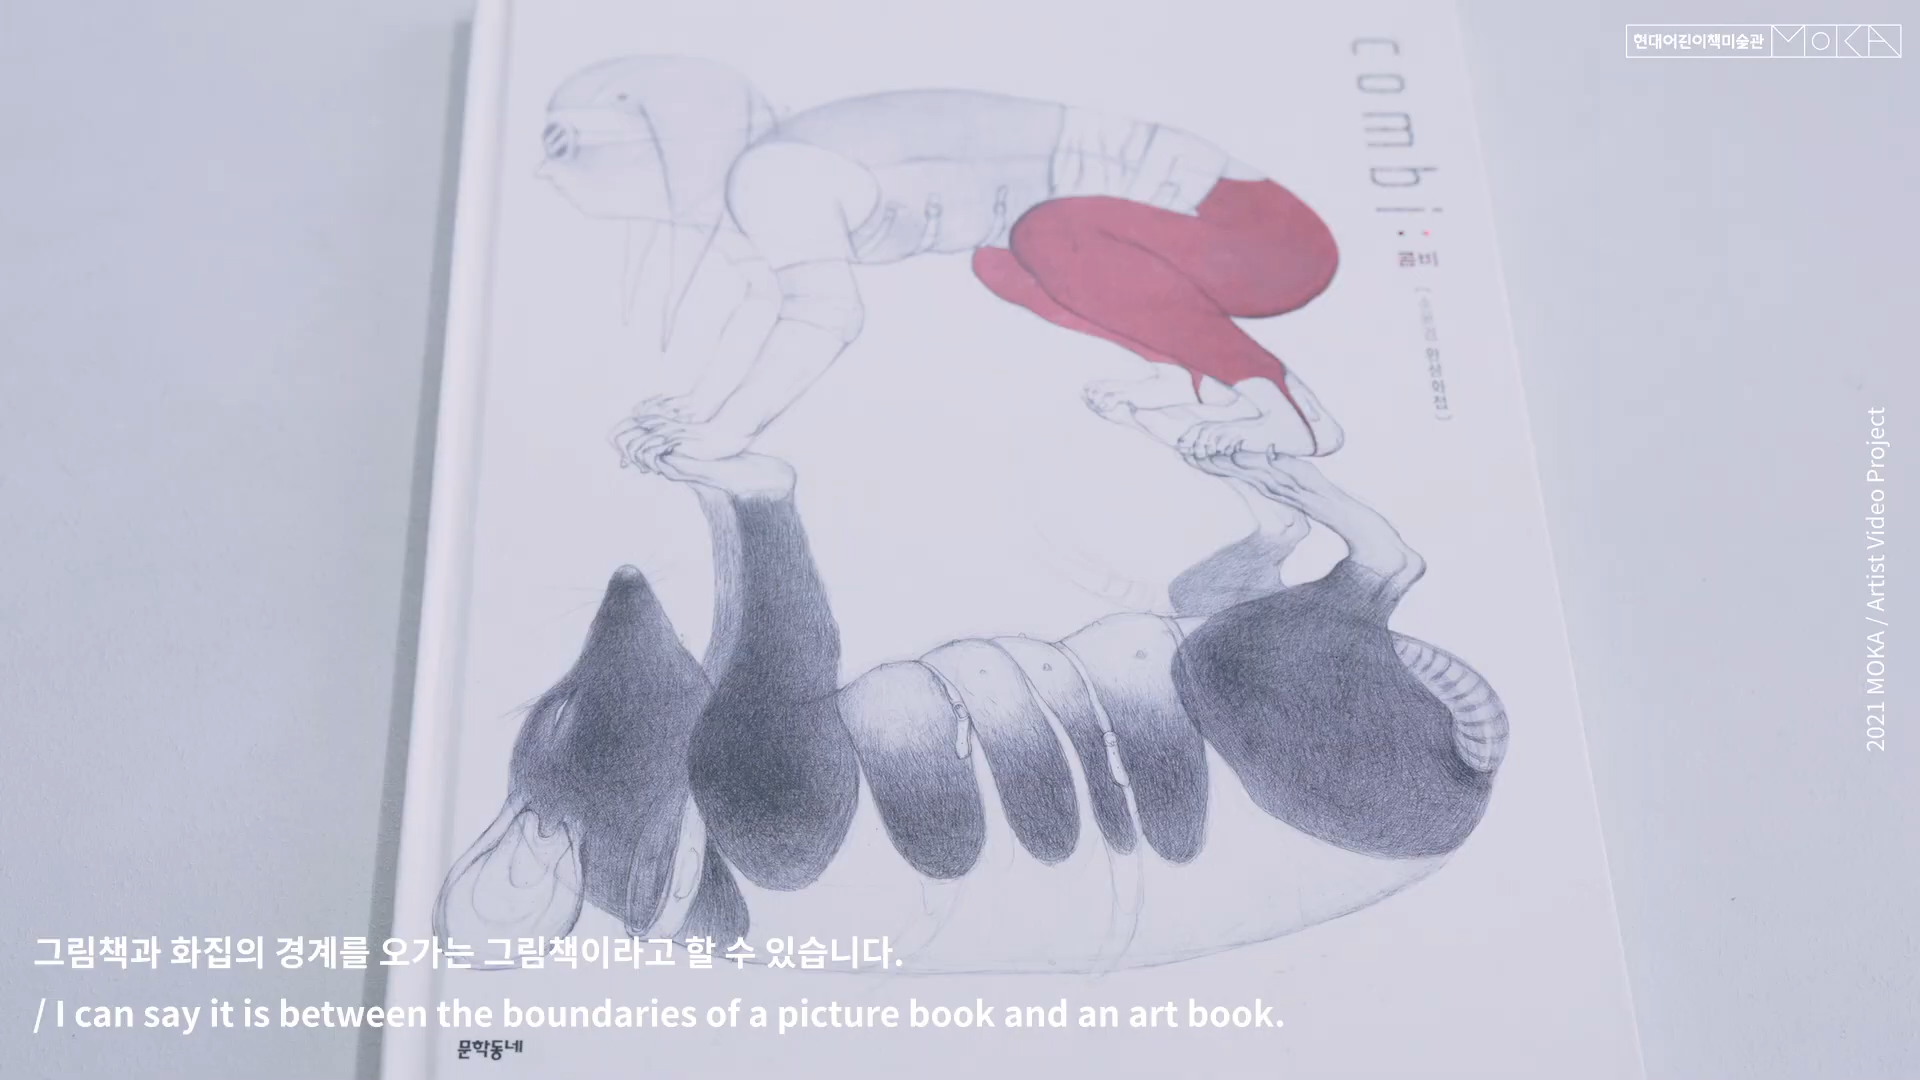 현대어린이책미술관 MOKA
combi:
콤비
[소윤경 환상화집]
2021 MOKA / Artist Video Project
그림책과 화집의 경계를 오가는 그림책이라고 할 수 있습니다.
/ I can say it is between the boundaries of a picture book and an art book.
문학동네